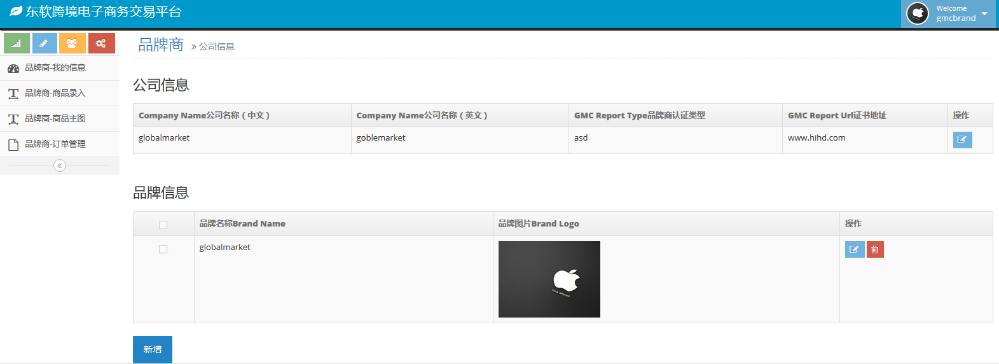 东软跨境电子商务交易平台
Welcome
gmcbrand
品牌商 公司信息
品牌商-我的信息
品牌商-商品录入
品牌商-商品主图
品牌商-订单管理
公司信息
Company Name公司名称（中文） Company Name公司名称（英文） GMC Report Type品牌商认证类型 GMC Report Url证书地址 操作
globalmarket goblemarket asd www.hihd.com
品牌信息
品牌名称Brand Name 品牌图片Brand Logo 操作
globalmarket
Think different
新增